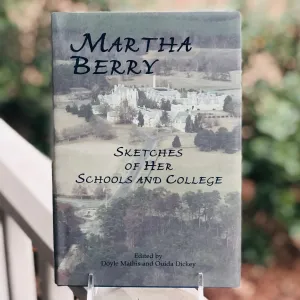 MARTHA
BERRY
SKETCHES
OF HER
SCHOOLS AND COLLEGE
Edited by
Doyle Mathis and Ouida Dickey